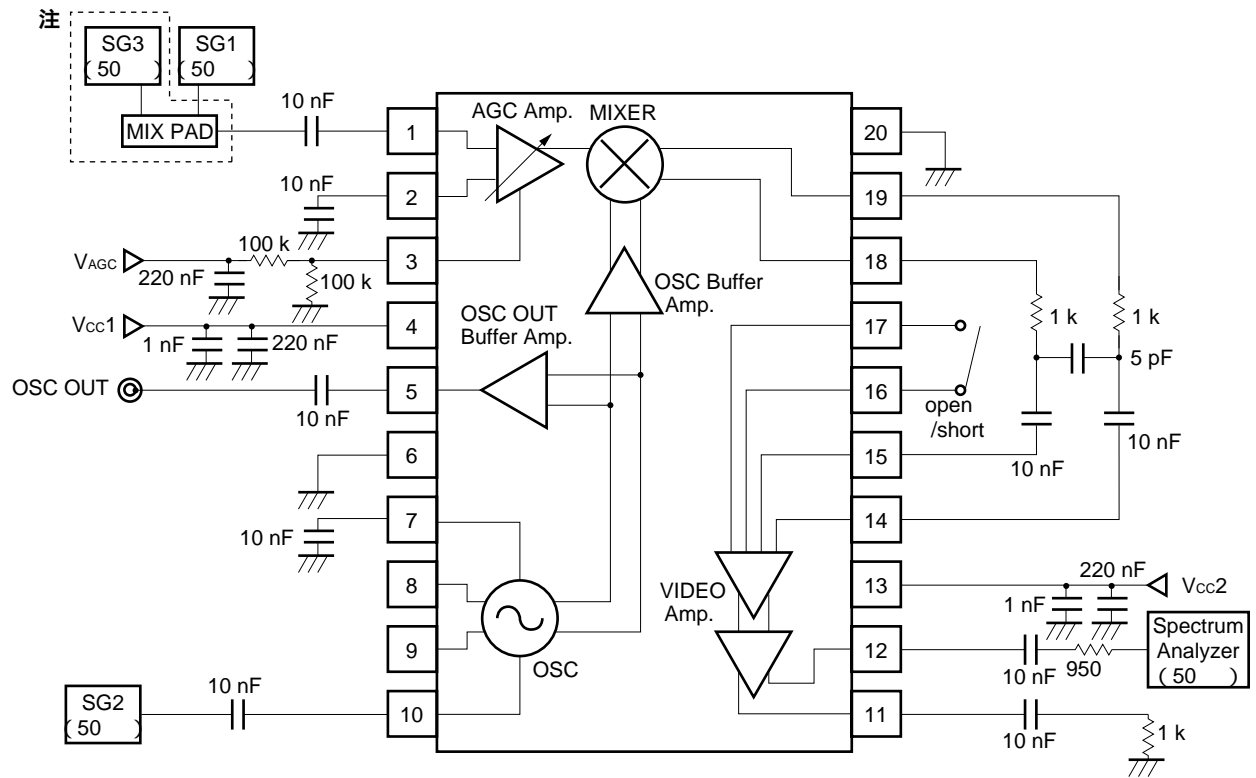 注
SG3
( 50 )
SG1
( 50 )
MIX PAD
10 nF
1
AGC Amp.
MIXER
20
10 nF
2
19
VAGC
220 nF
100 k
100 k
3
18
OSC Buffer
Amp.
1 k
1 k
5 pF
VCC1
1 nF
220 nF
4
OSC OUT
Buffer Amp.
17
OSC OUT
10 nF
5
16
open
/short
10 nF
10 nF
6
15
10 nF
7
14
8
VIDEO
Amp.
13
1 nF
220 nF
VCC2
9
OSC
12
10 nF
950
Spectrum
Analyzer
( 50 )
SG2
( 50 )
10 nF
10
11
10 nF
1 k